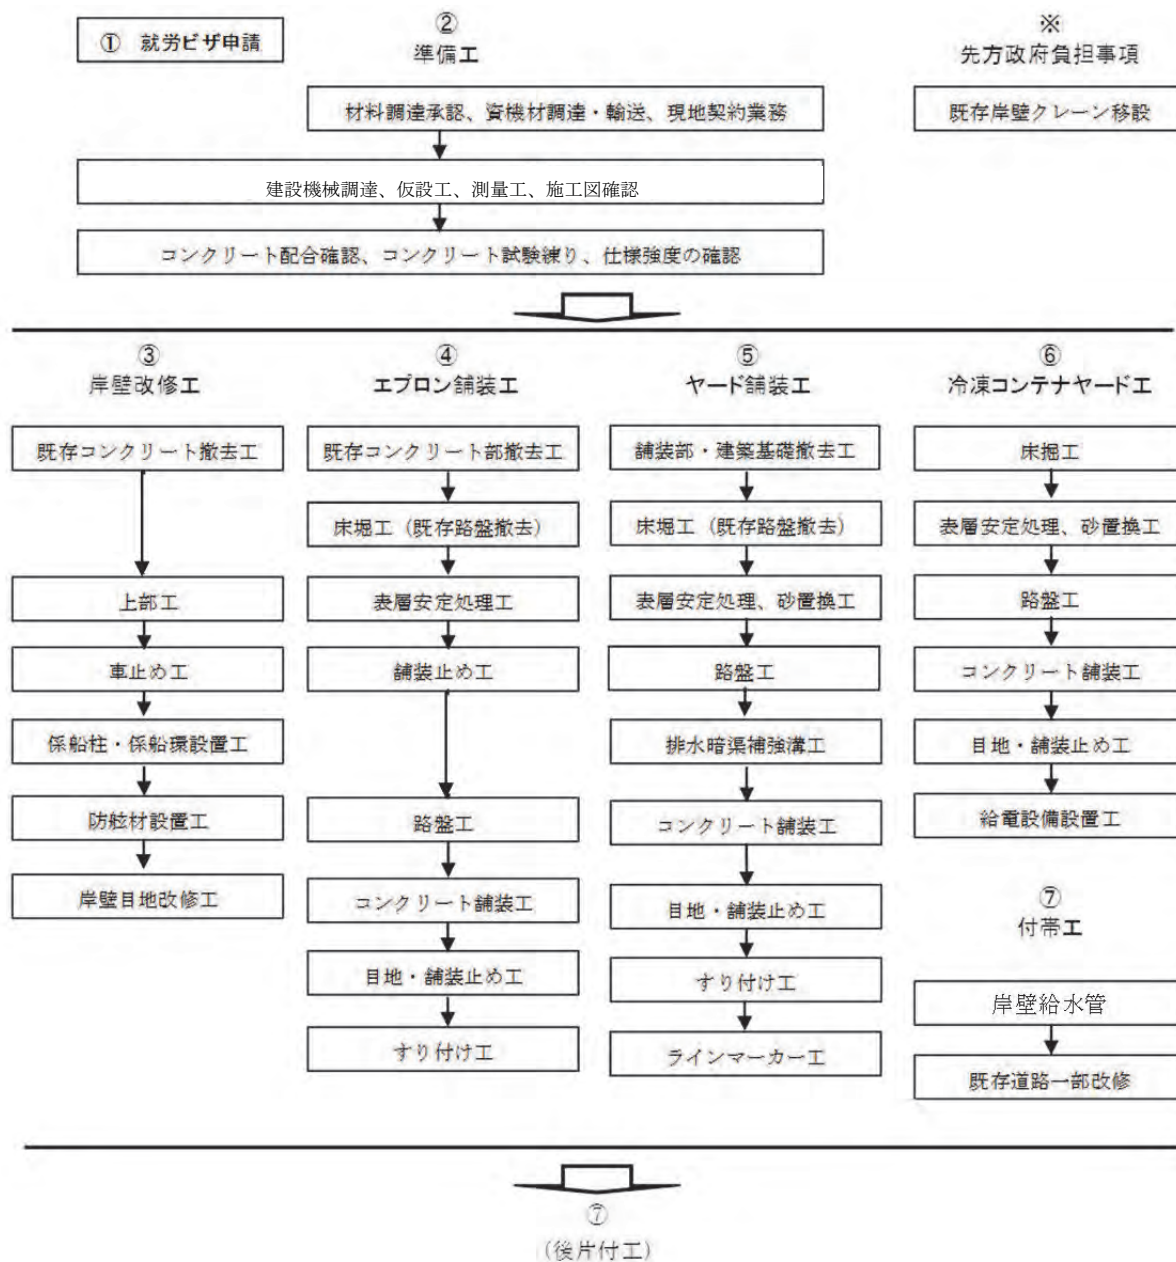 ① 就労ビザ申請
②
準備工
※
先方政府負担事項
材料調達承認、資機材調達・輸送、現地契約業務
既存岸壁クレーン移設
建設機械調達、仮設工、測量工、施工図確認
コンクリート配合確認、コンクリート試験練り、仕様強度の確認
③
岸壁改修工
既存コンクリート撤去工
上部工
車止め工
係船柱・係船環設置工
防舷材設置工
岸壁目地改修工
④
エプロン舗装工
既存コンクリート部撤去工
床堀工（既存路盤撤去）
表層安定処理工
舗装止め工
路盤工
コンクリート舗装工
目地・舗装止め工
すり付け工
⑤
ヤード舗装工
舗装部・建築基礎撤去工
床堀工（既存路盤撤去）
表層安定処理、砂置換工
路盤工
排水暗渠補強溝工
コンクリート舗装工
目地・舗装止め工
すり付け工
ラインマーカー工
⑥
冷凍コンテナヤード工
床掘工
表層安定処理、砂置換工
路盤工
コンクリート舗装工
目地・舗装止め工
給電設備設置工
⑦
付帯工
岸壁給水管
既存道路一部改修
⑦
(後片付工)